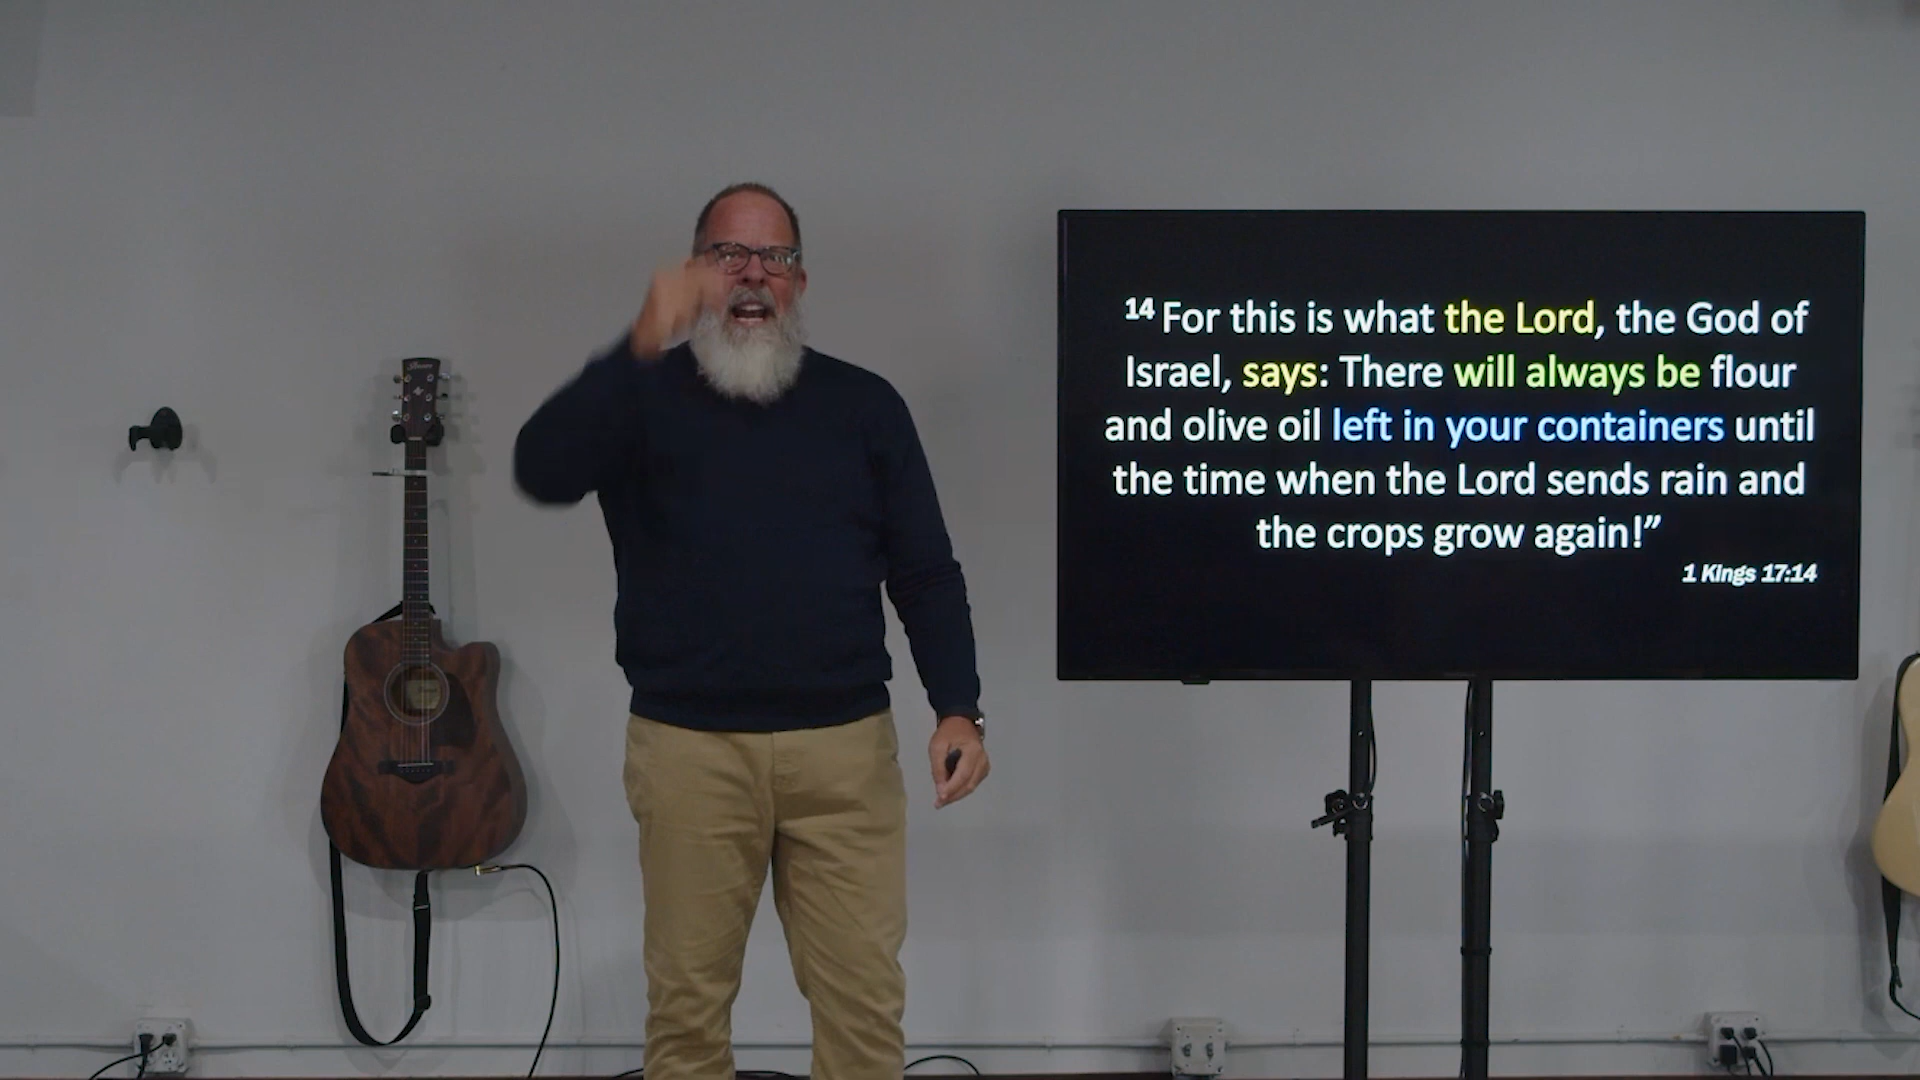 14 For this is what the Lord, the God of
Israel, says: There will always be flour
and olive oil left in your containers until
the time when the Lord sends rain and
the crops grow again!”
1 Kings 17:14